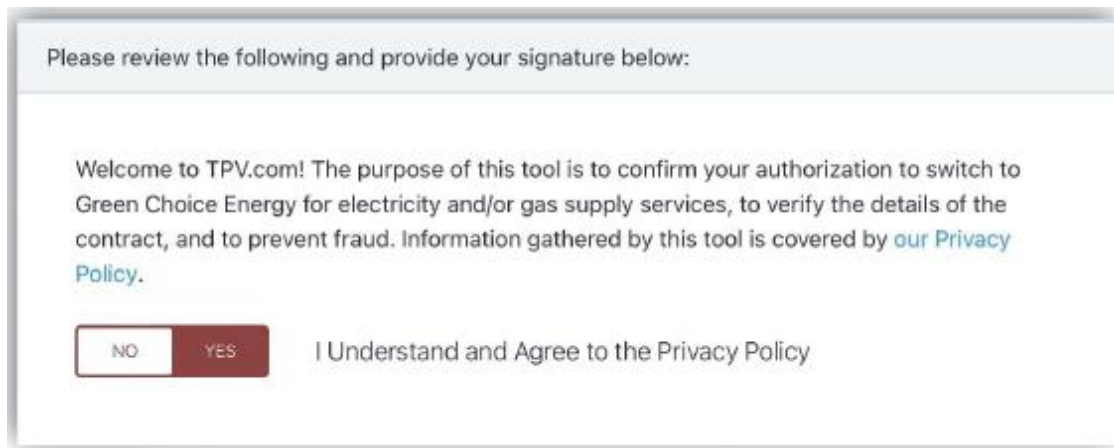 Please review the following and provide your signature below:
Welcome to TPV.com! The purpose of this tool is to confirm your authorization to switch to
Green Choice Energy for electricity and/or gas supply services, to verify the details of the
contract, and to prevent fraud. Information gathered by this tool is covered by our Privacy
Policy.
NO YES I Understand and Agree to the Privacy Policy